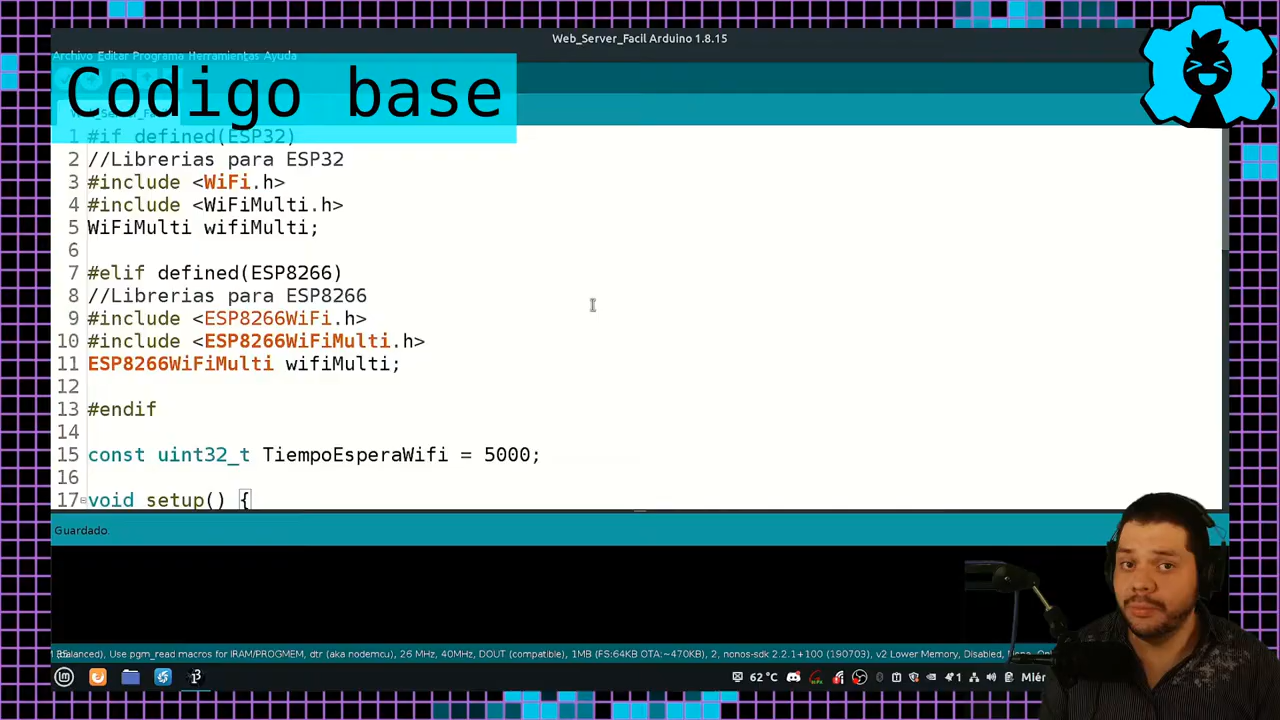 Web_Server_Facil Arduino 1.8.15
Archivo Editar Programa Herramientas Ayuda
Codigo base
1 #if defined(ESP32)
2 //Librerias para ESP32
3 #include <WiFi.h>
4 #include <WiFiMulti.h>
5 WiFiMulti wifiMulti;
6
7 #elif defined(ESP8266)
8 //Librerias para ESP8266
9 #include <ESP8266WiFi.h>
10 #include <ESP8266WiFiMulti.h>
11 ESP8266WiFiMulti wifiMulti;
12
13 #endif
14
15 const uint32_t TiempoEsperaWifi = 5000;
16
17 void setup() {
Guardado.
(balanced), Use pgm_read macros for IRAM/PROGMEM, dtr (aka nodemcu), 26 MHz, 40MHz, DOUT (compatible), 1MB (FS:64KB OTA:~470KB), 2, nonos-sdk 2.2.1+100 (190703), v2 Lower Memory, Disabled, None,
62°C 1 Miér